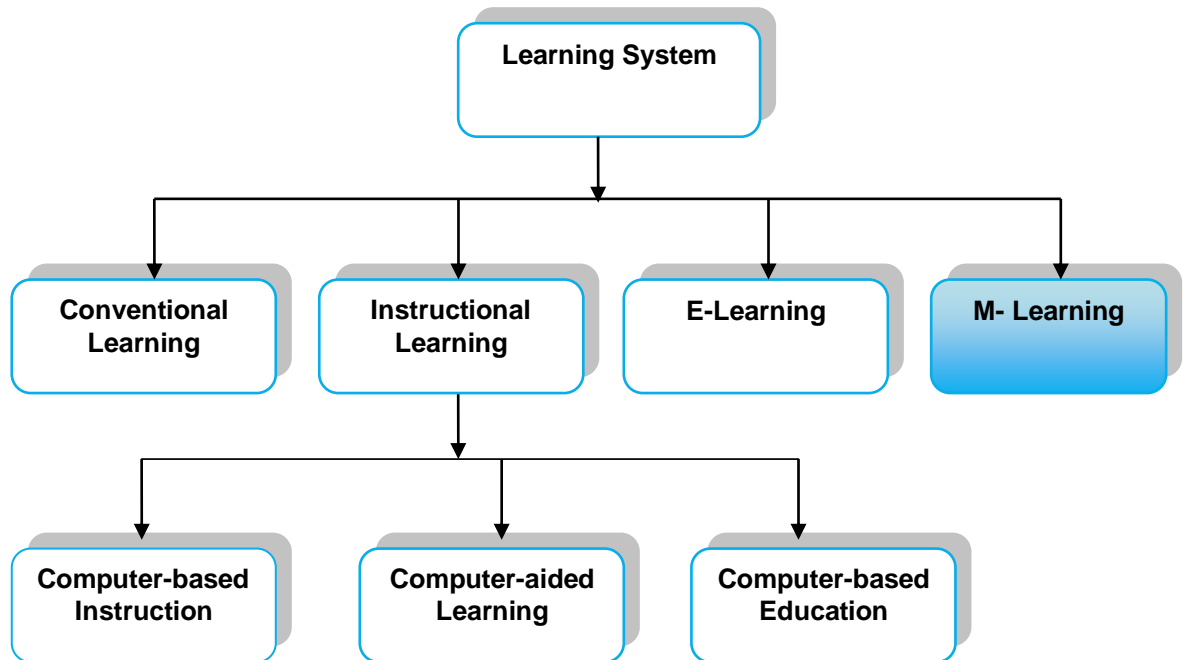 Learning System
Conventional
Learning
Instructional
Learning
E-Learning
M- Learning
Computer-based
Instruction
Computer-aided
Learning
Computer-based
Education